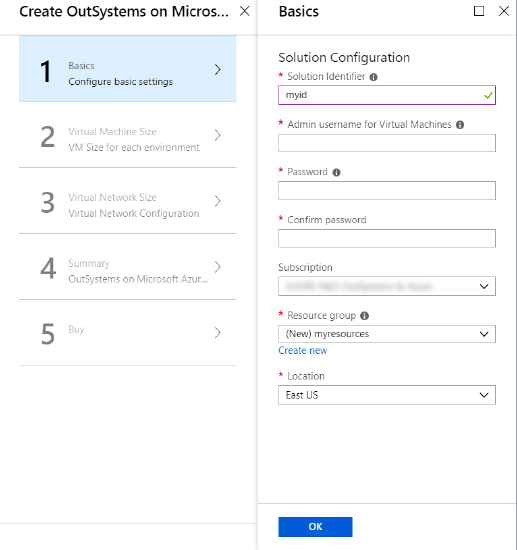 Create OutSystems on Micros...
1
Basics
Configure basic settings
2
Virtual Machine Size
VM Size for each environment
3
Virtual Network Size
Virtual Network Configuration
4
Summary
OutSystems on Microsoft Azur...
5
Buy
Basics
Solution Configuration
* Solution Identifier
myid
* Admin username for Virtual Machines
* Password
* Confirm password
Subscription
* Resource group
(New) myresources
Create new
* Location
East US
OK